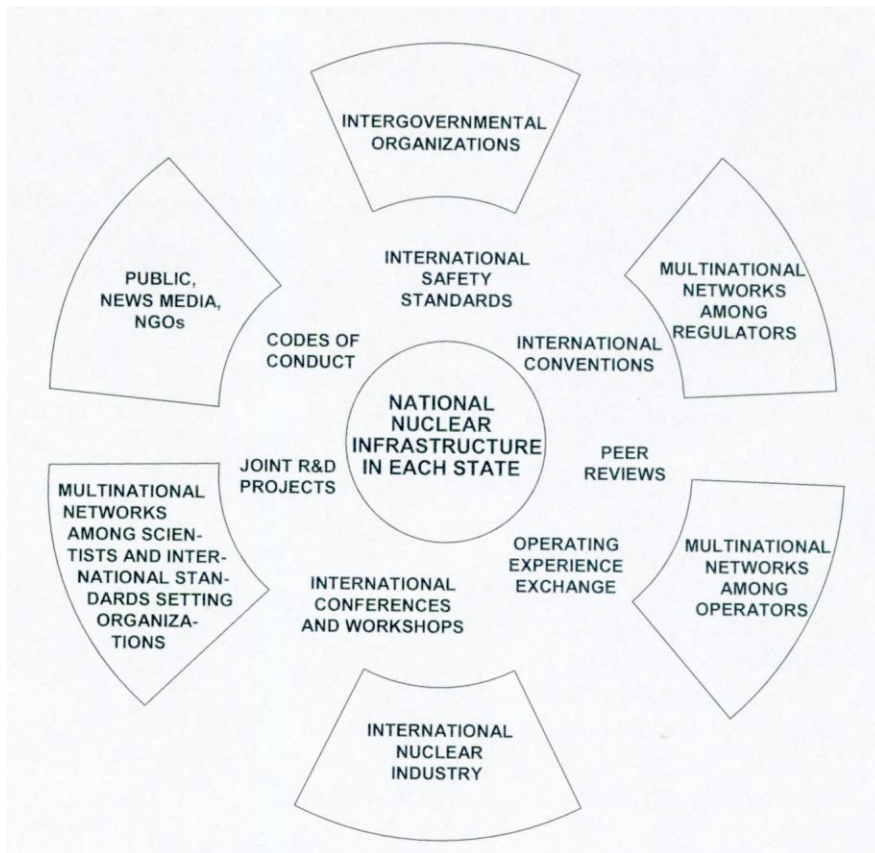 INTERGOVERNMENTAL
ORGANIZATIONS
PUBLIC,
NEWS MEDIA,
NGOs
INTERNATIONAL
SAFETY
STANDARDS
MULTINATIONAL
NETWORKS
AMONG
REGULATORS
CODES OF
CONDUCT
INTERNATIONAL
CONVENTIONS
NATIONAL
NUCLEAR
INFRASTRUCTURE
IN EACH STATE
JOINT R&D
PROJECTS
PEER
REVIEWS
MULTINATIONAL
NETWORKS
AMONG SCIEN-
TISTS AND INTER-
NATIONAL STAN-
DARDS SETTING
ORGANIZA-
TIONS
INTERNATIONAL
CONFERENCES
AND WORKSHOPS
OPERATING
EXPERIENCE
EXCHANGE
MULTINATIONAL
NETWORKS
AMONG
OPERATORS
INTERNATIONAL
NUCLEAR
INDUSTRY